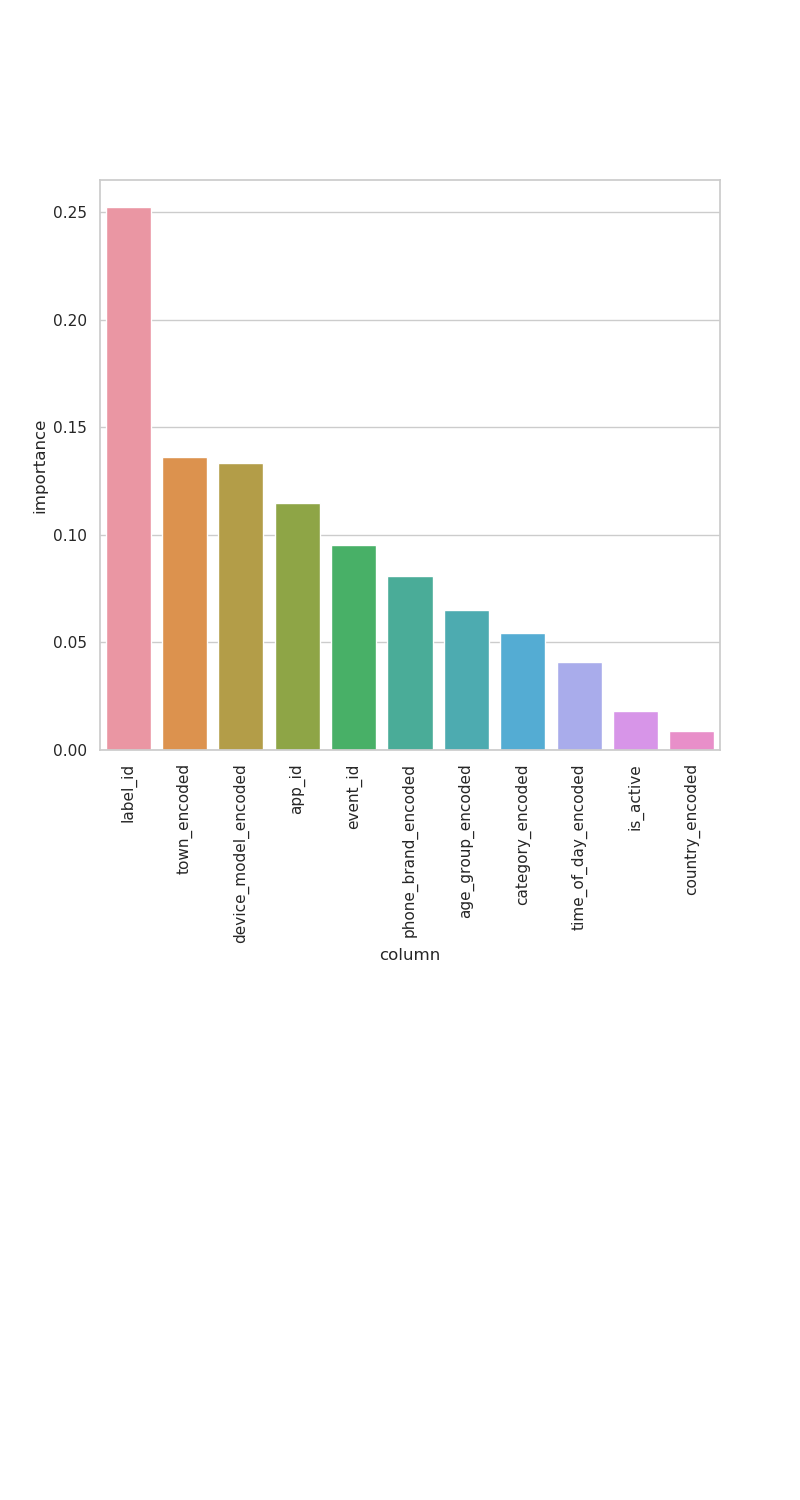 0.25
0.20
0.15
0.10
0.05
0.00
importance
label_id
town_encoded
device_model_encoded
app_id
event_id
phone_brand_encoded
age_group_encoded
category_encoded
time_of_day_encoded
is_active
country_encoded
column